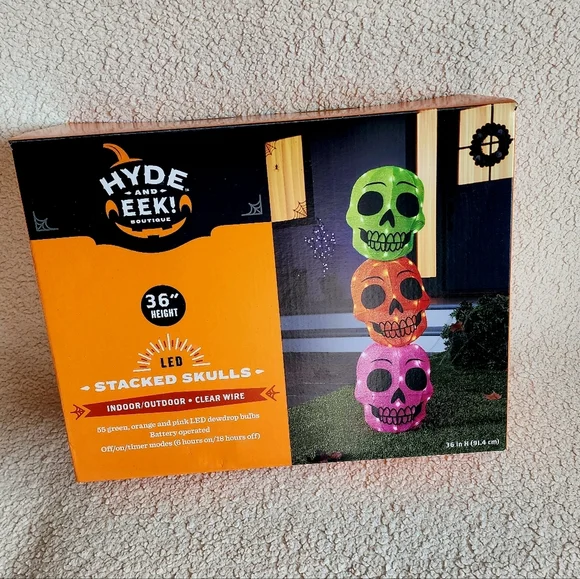 HYDE
AND
EEK!
BOUTIQUE
36"
HEIGHT
LED
STACKED SKULLS
INDOOR/OUTDOOR • CLEAR WIRE
55 green, orange and pink LED dewdrop bulbs
Battery operated
Off/on/timer modes (6 hours on/18 hours off)
36 in H (91.4 cm)